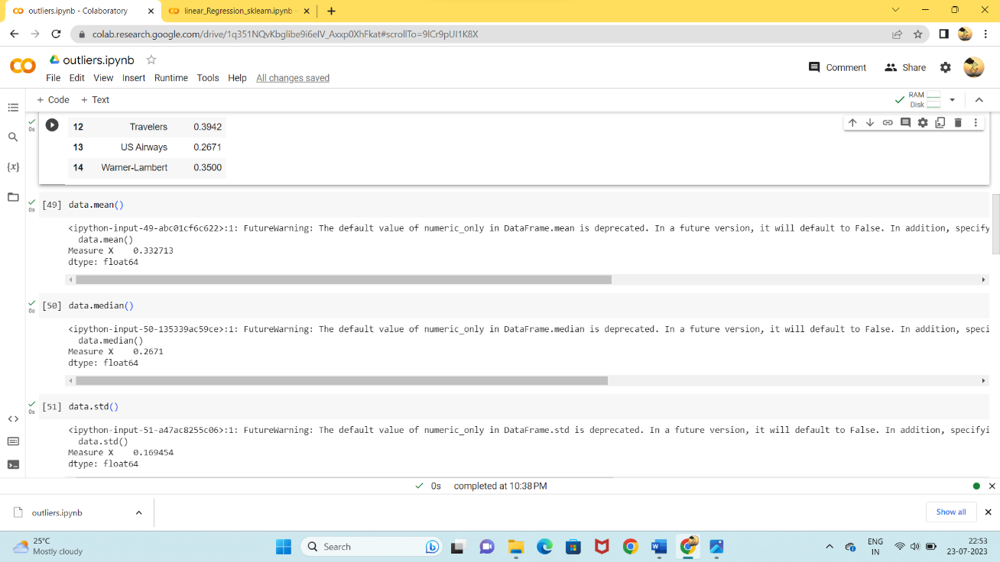 outliers.ipynb - Colaboratory
linear_Regression_sklearn.ipynb
colab.research.google.com/drive/1q351NQvKbglibe9i6eIV_Axxp0XhFkat#scrollTo=9lCr9pUI1K8X
outliers.ipynb
Comment
Share
File Edit View Insert Runtime Tools Help All changes saved
+ Code + Text
RAM
Disk
0s
12 Travelers 0.3942
13 US Airways 0.2671
14 Warner-Lambert 0.3500
{x}
0s
[49] data.mean()
<ipython-input-49-abc01cf6c622>:1: FutureWarning: The default value of numeric_only in DataFrame.mean is deprecated. In a future version, it will default to False. In addition, specify
data.mean()
Measure X 0.332713
dtype: float64
0s
[50] data.median()
<ipython-input-50-135339ac59ce>:1: FutureWarning: The default value of numeric_only in DataFrame.median is deprecated. In a future version, it will default to False. In addition, speci
data.median()
Measure X 0.2671
dtype: float64
0s
[51] data.std()
<ipython-input-51-a47ac8255c06>:1: FutureWarning: The default value of numeric_only in DataFrame.std is deprecated. In a future version, it will default to False. In addition, specifyi
data.std()
Measure X 0.169454
dtype: float64
0s completed at 10:38 PM
outliers.ipynb
Show all
25°C
Mostly cloudy
Search
ENG
IN
22:53
23-07-2023